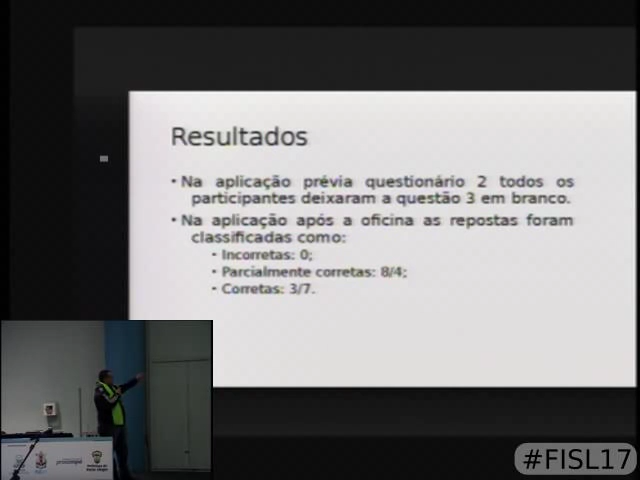 Resultados
• Na aplicação prévia questionário 2 todos os
participantes deixaram a questão 3 em branco.
• Na aplicação após a oficina as repostas foram
classificadas como:
• Incorretas: 0;
• Parcialmente corretas: 8/4;
• Corretas: 3/7.
#FISL17